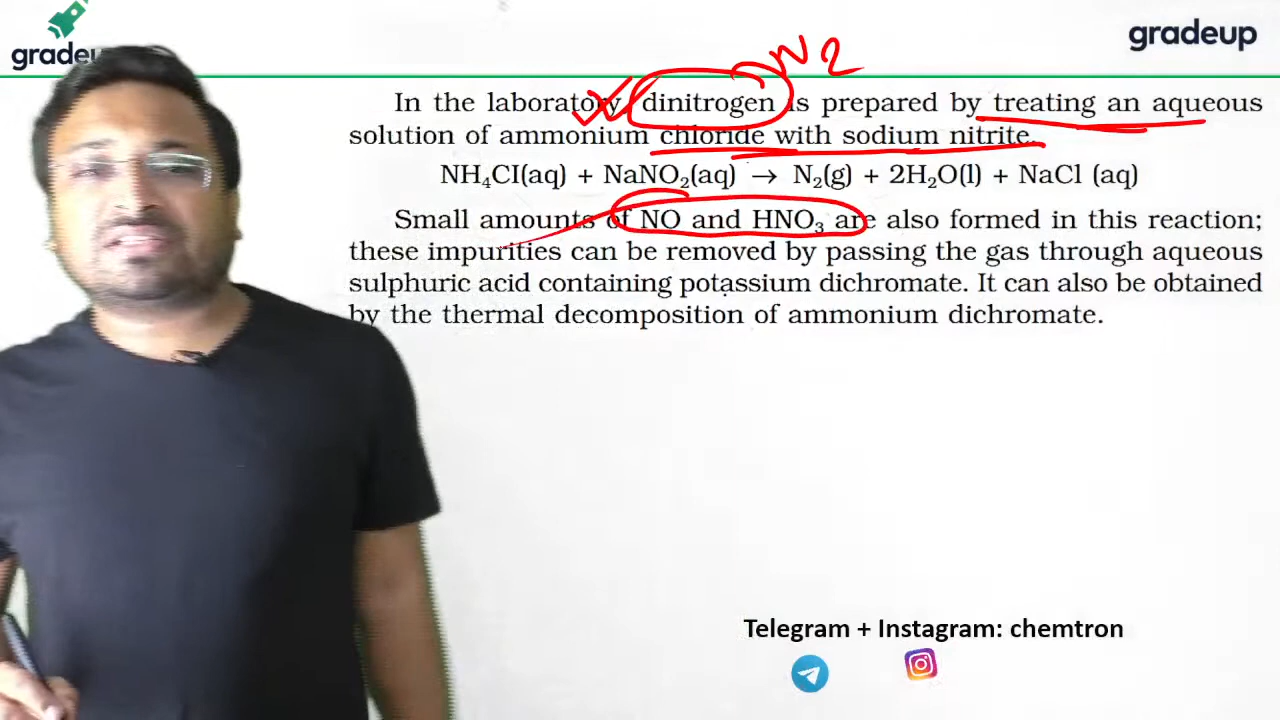 gradeup
gradeup
N2
In the laboratory, dinitrogen is prepared by treating an aqueous
solution of ammonium chloride with sodium nitrite.
NH₄CI(aq) + NaNO₂(aq) → N₂(g) + 2H₂O(l) + NaCl (aq)
Small amounts of NO and HNO₃ are also formed in this reaction;
these impurities can be removed by passing the gas through aqueous
sulphuric acid containing potassium dichromate. It can also be obtained
by the thermal decomposition of ammonium dichromate.
Telegram + Instagram: chemtron